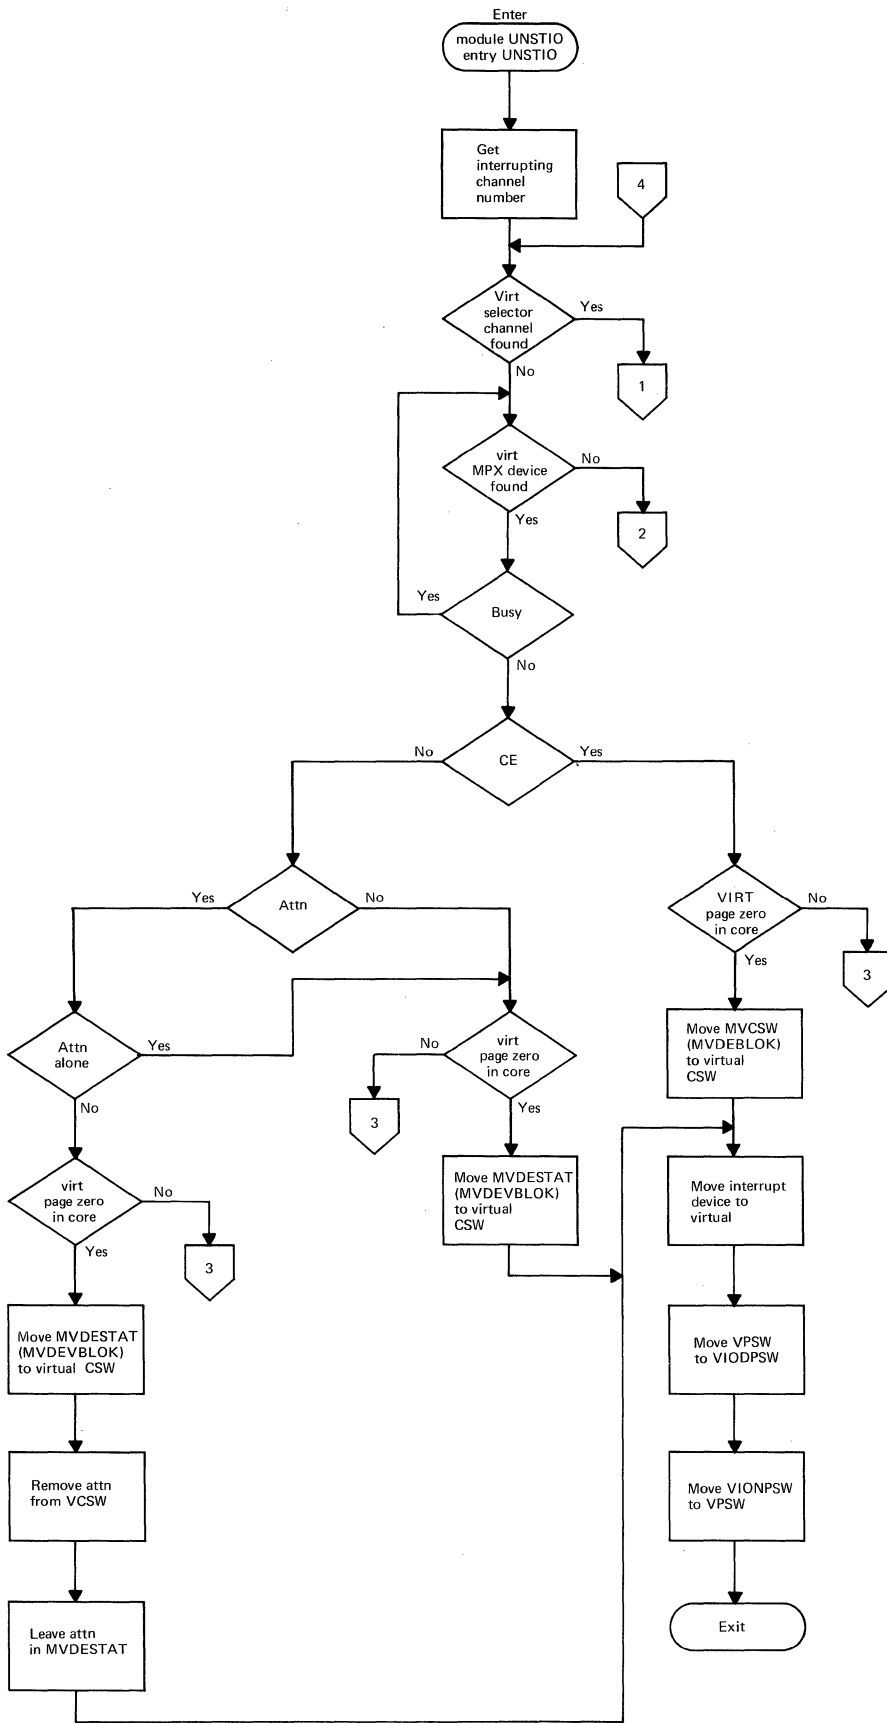 Enter
module UNSTIO
entry UNSTIO
Get
interrupting
channel
number
4
Virt
selector
channel
found
Yes
No
1
virt
MPX device
found
No
Yes
2
Busy
Yes
No
CE
No
Yes
Attn
Yes
No
VIRT
page zero
in core
No
Yes
3
Attn
alone
Yes
No
virt
page zero
in core
No
Yes
3
Move MVCSW
(MVDEBLOK)
to virtual
CSW
virt
page zero
in core
No
Yes
3
Move MVDESTAT
(MVDEVBLOK)
to virtual
CSW
Move interrupt
device to
virtual
Move MVDESTAT
(MVDEVBLOK)
to virtual CSW
Move VPSW
to VIODPSW
Remove attn
from VCSW
Move VIONPSW
to VPSW
Leave attn
in MVDESTAT
Exit